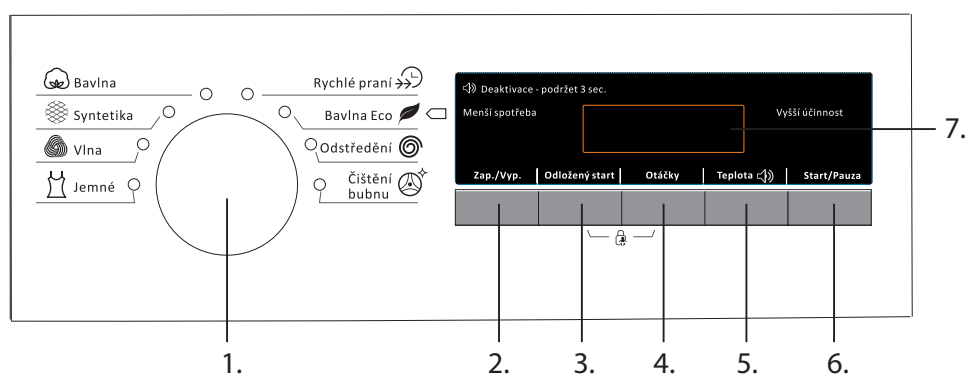 Bavlna
Syntetika
Vlna
Jemné
Rychlé praní
Bavlna Eco
Odstředění
Čištění
bubnu
Deaktivace - podržet 3 sec.
Menší spotřeba
Vyšší účinnost
Zap./Vyp.
Odložený start
Otáčky
Teplota
Start/Pauza
1.
2.
3.
4.
5.
6.
7.